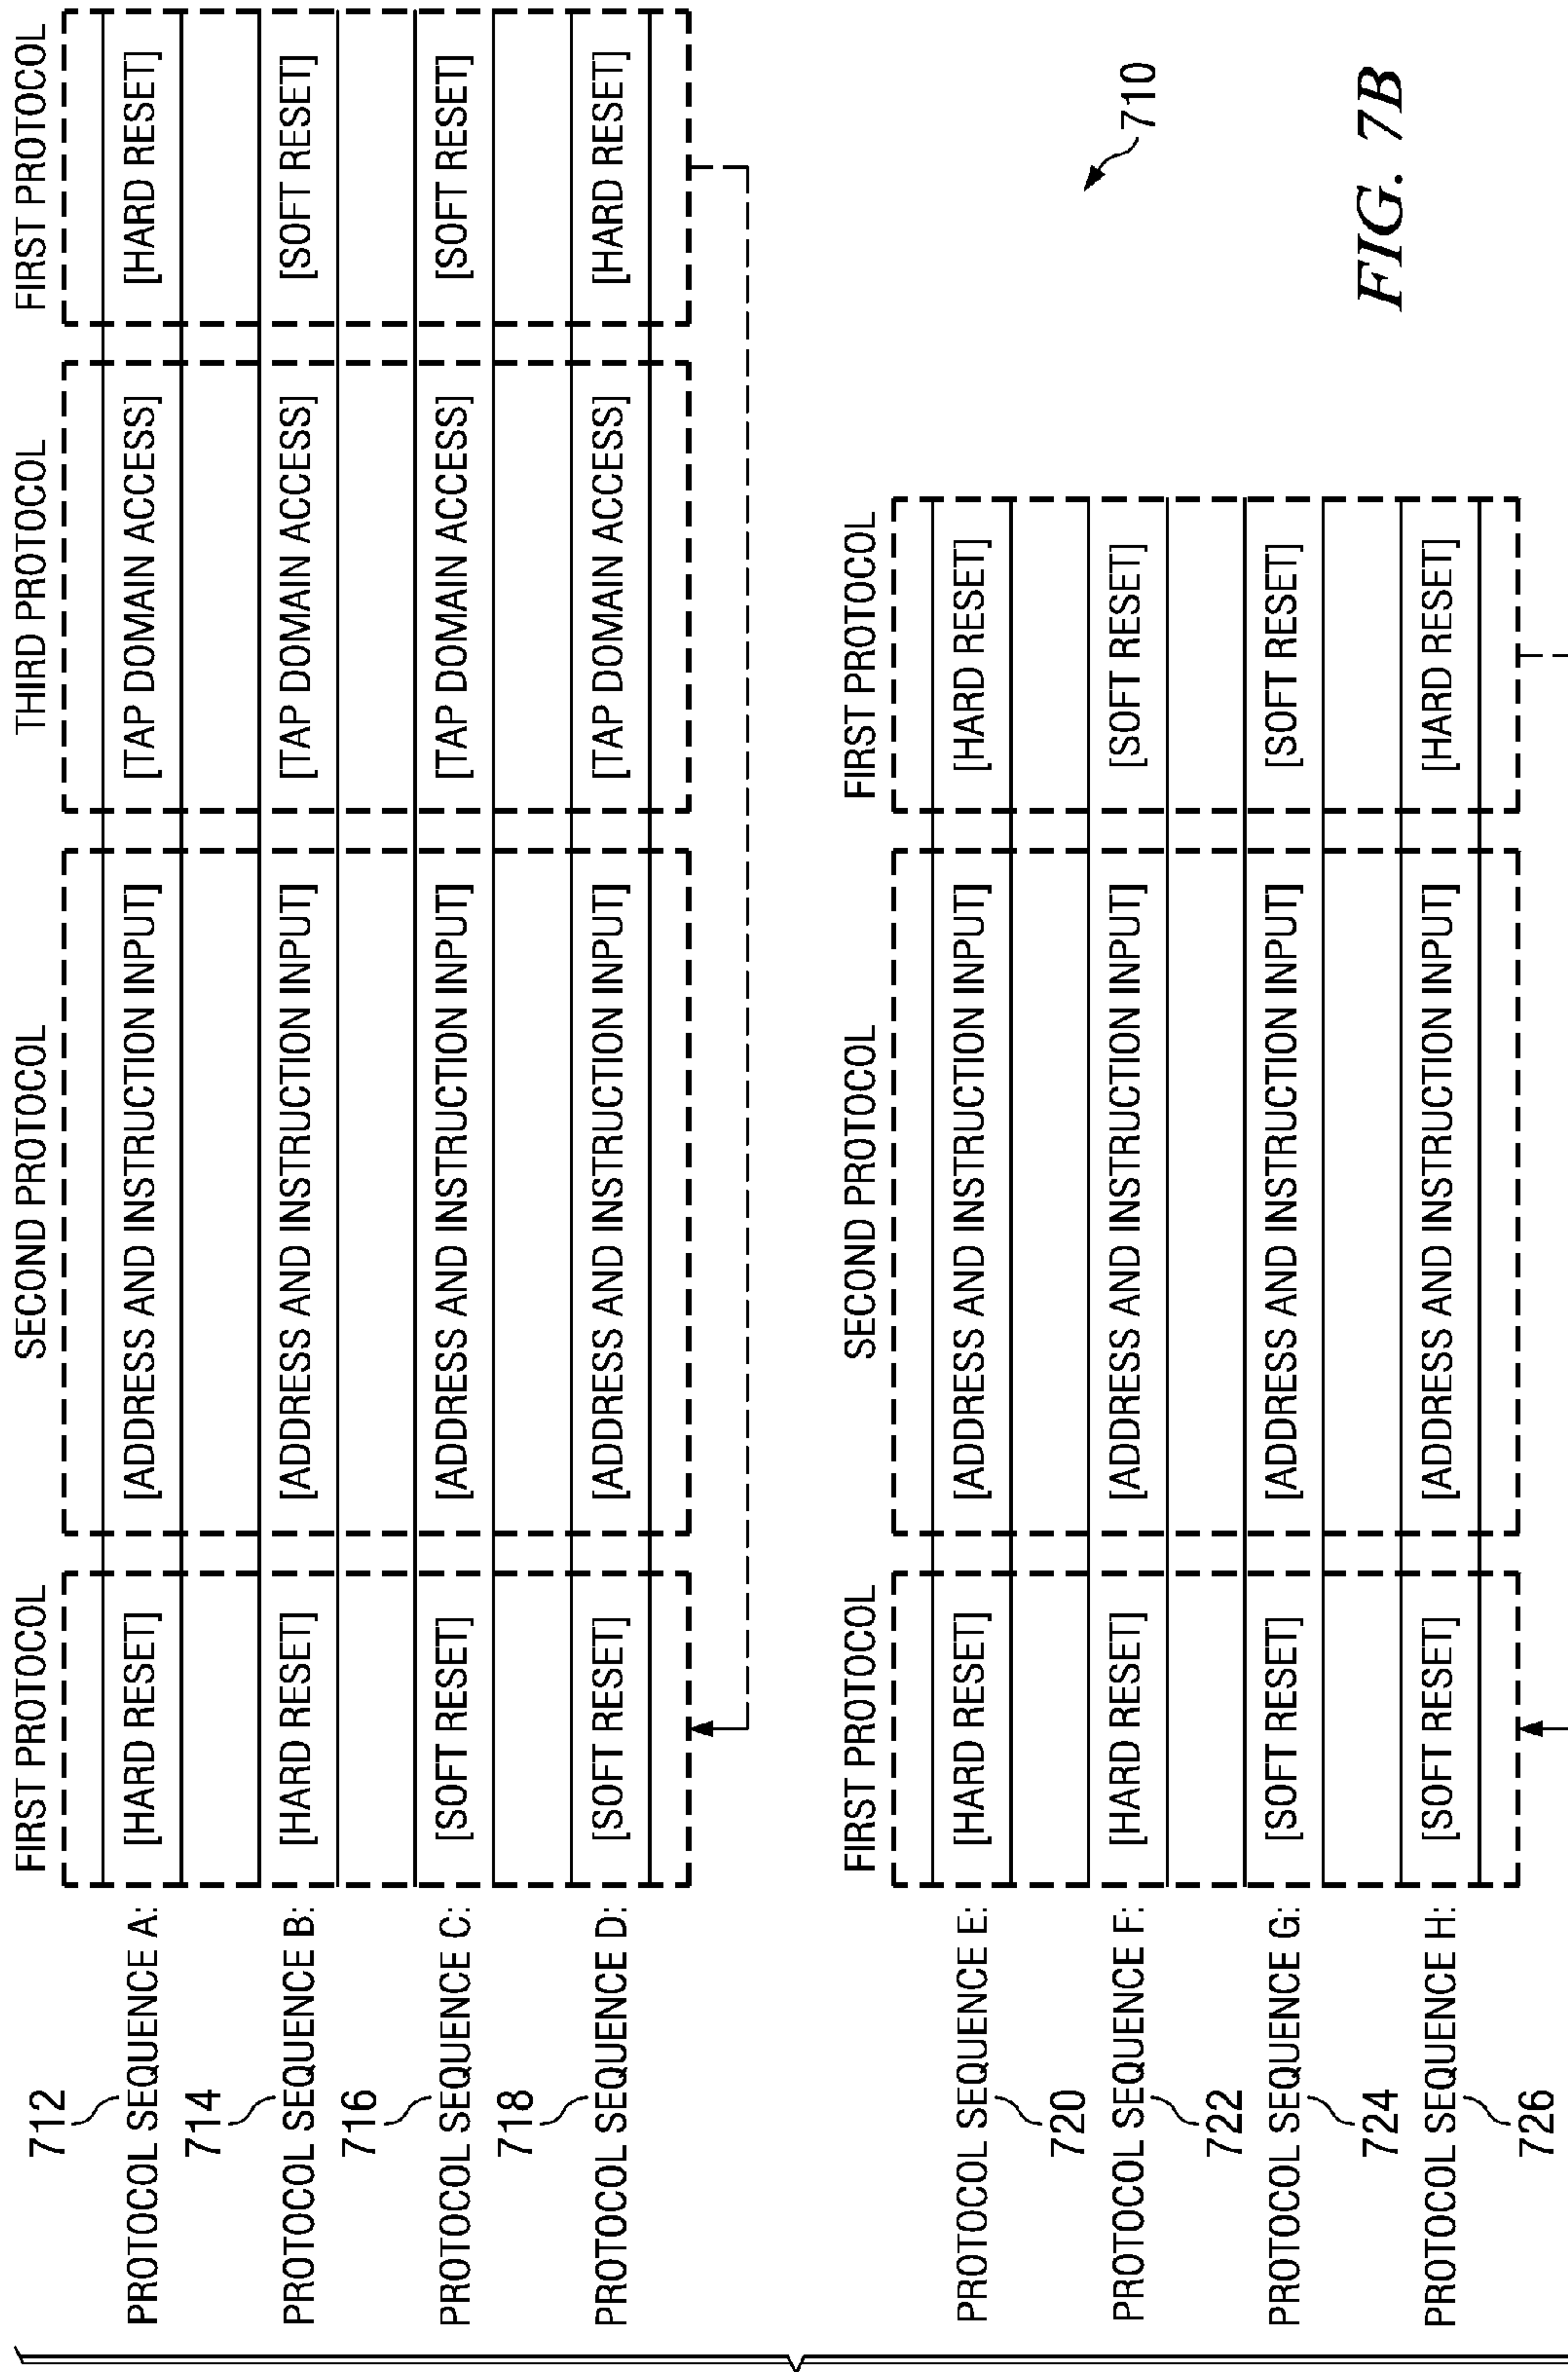 FIRST PROTOCOL SECOND PROTOCOL THIRD PROTOCOL FIRST PROTOCOL
712
PROTOCOL SEQUENCE A: [HARD RESET] [ADDRESS AND INSTRUCTION INPUT] [TAP DOMAIN ACCESS] [HARD RESET]
714
PROTOCOL SEQUENCE B: [HARD RESET] [ADDRESS AND INSTRUCTION INPUT] [TAP DOMAIN ACCESS] [SOFT RESET]
716
PROTOCOL SEQUENCE C: [SOFT RESET] [ADDRESS AND INSTRUCTION INPUT] [TAP DOMAIN ACCESS] [SOFT RESET]
718
PROTOCOL SEQUENCE D: [SOFT RESET] [ADDRESS AND INSTRUCTION INPUT] [TAP DOMAIN ACCESS] [HARD RESET]
FIRST PROTOCOL SECOND PROTOCOL FIRST PROTOCOL
PROTOCOL SEQUENCE E: [HARD RESET] [ADDRESS AND INSTRUCTION INPUT] [HARD RESET]
720
PROTOCOL SEQUENCE F: [HARD RESET] [ADDRESS AND INSTRUCTION INPUT] [SOFT RESET]
722
PROTOCOL SEQUENCE G: [SOFT RESET] [ADDRESS AND INSTRUCTION INPUT] [SOFT RESET]
724
PROTOCOL SEQUENCE H: [SOFT RESET] [ADDRESS AND INSTRUCTION INPUT] [HARD RESET]
726
710
FIG. 7B